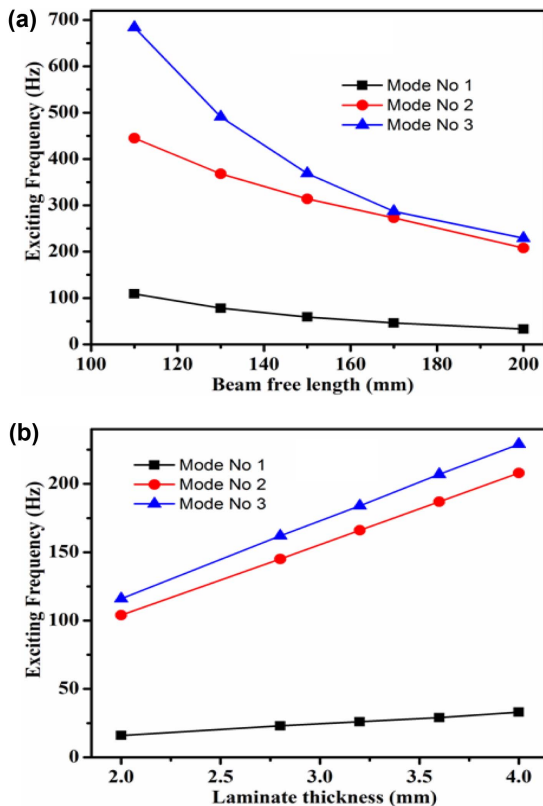 (a)
700
600
500
400
300
200
100
0
Exciting Frequency (Hz)
Mode No 1
Mode No 2
Mode No 3
100 120 140 160 180 200
Beam free length (mm)
(b)
200
150
100
50
0
Exciting Frequency (Hz)
Mode No 1
Mode No 2
Mode No 3
2.0 2.5 3.0 3.5 4.0
Laminate thickness (mm)